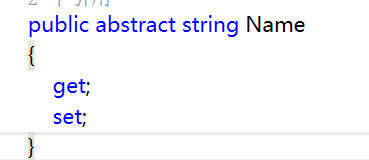 public abstract string Name
{
get;
set;
}